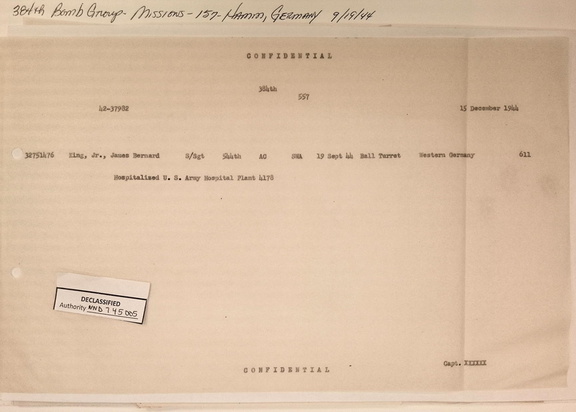 384th Bomb Group - Missions - 157 - Hamm, Germany 9/19/44
CONFIDENTIAL
384th
557
42-37982 15 December 1944
32751476 King, Jr., James Bernard S/Sgt 544th AC SWA 19 Sept 44 Ball Turret Western Germany 611
Hospitalized U. S. Army Hospital Plant 4178
DECLASSIFIED
Authority NND 745005
Capt. XXXXXX
CONFIDENTIAL